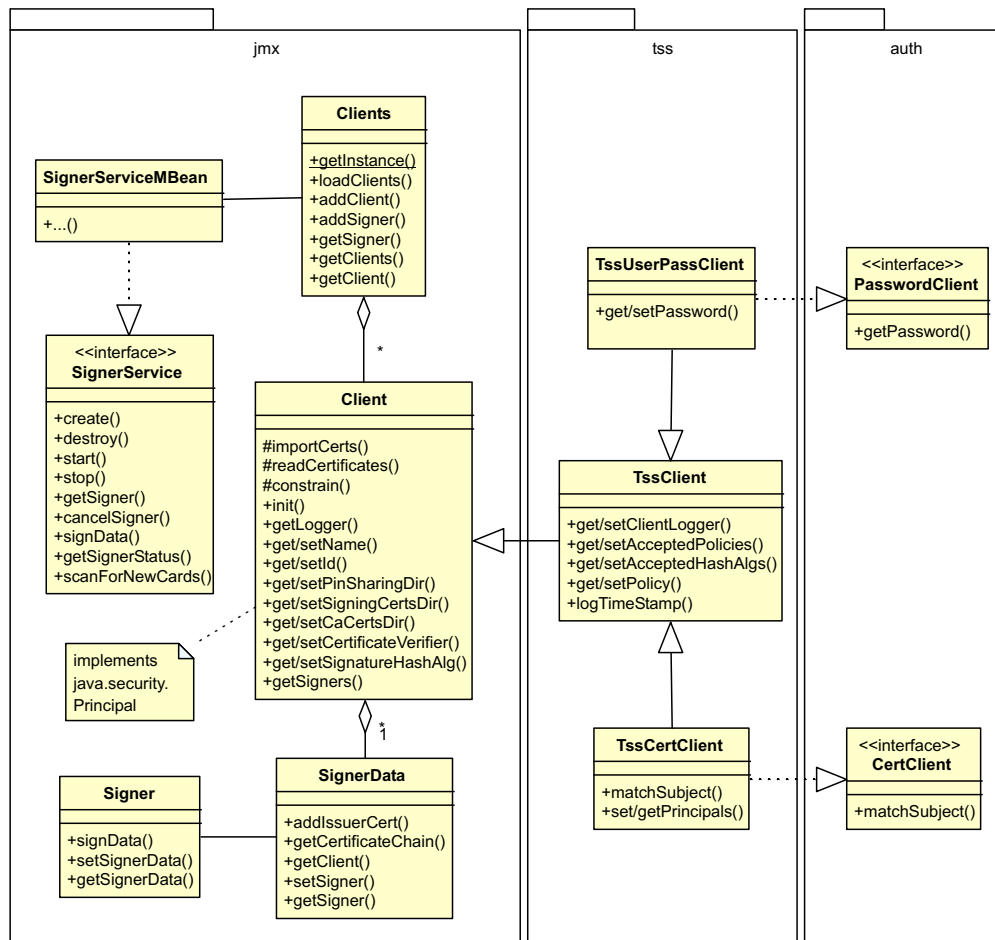 jmx
tss
auth
Clients
+getInstance()
+loadClients()
+addClient()
+addSigner()
+getSigner()
+getClients()
+getClient()
SignerServiceMBean
+...()
<<interface>>
SignerService
+create()
+destroy()
+start()
+stop()
+getSigner()
+cancelSigner()
+signData()
+getSignerStatus()
+scanForNewCards()
*
Client
#importCerts()
#readCertificates()
#constrain()
+init()
+getLogger()
+get/setName()
+get/setId()
+get/setPinSharingDir()
+get/setSigningCertsDir()
+get/setCaCertsDir()
+get/setCertificateVerifier()
+get/setSignatureHashAlg()
+getSigners()
implements
java.security.
Principal
*
1
Signer
+signData()
+setSignerData()
+getSignerData()
SignerData
+addIssuerCert()
+getCertificateChain()
+getClient()
+setSigner()
+getSigner()
TssUserPassClient
+get/setPassword()
TssClient
+get/setClientLogger()
+get/setAcceptedPolicies()
+get/setAcceptedHashAlgs
+get/setPolicy()
+logTimeStamp()
TssCertClient
+matchSubject()
+set/getPrincipals()
<<interface>>
PasswordClient
+getPassword()
<<interface>>
CertClient
+matchSubject()